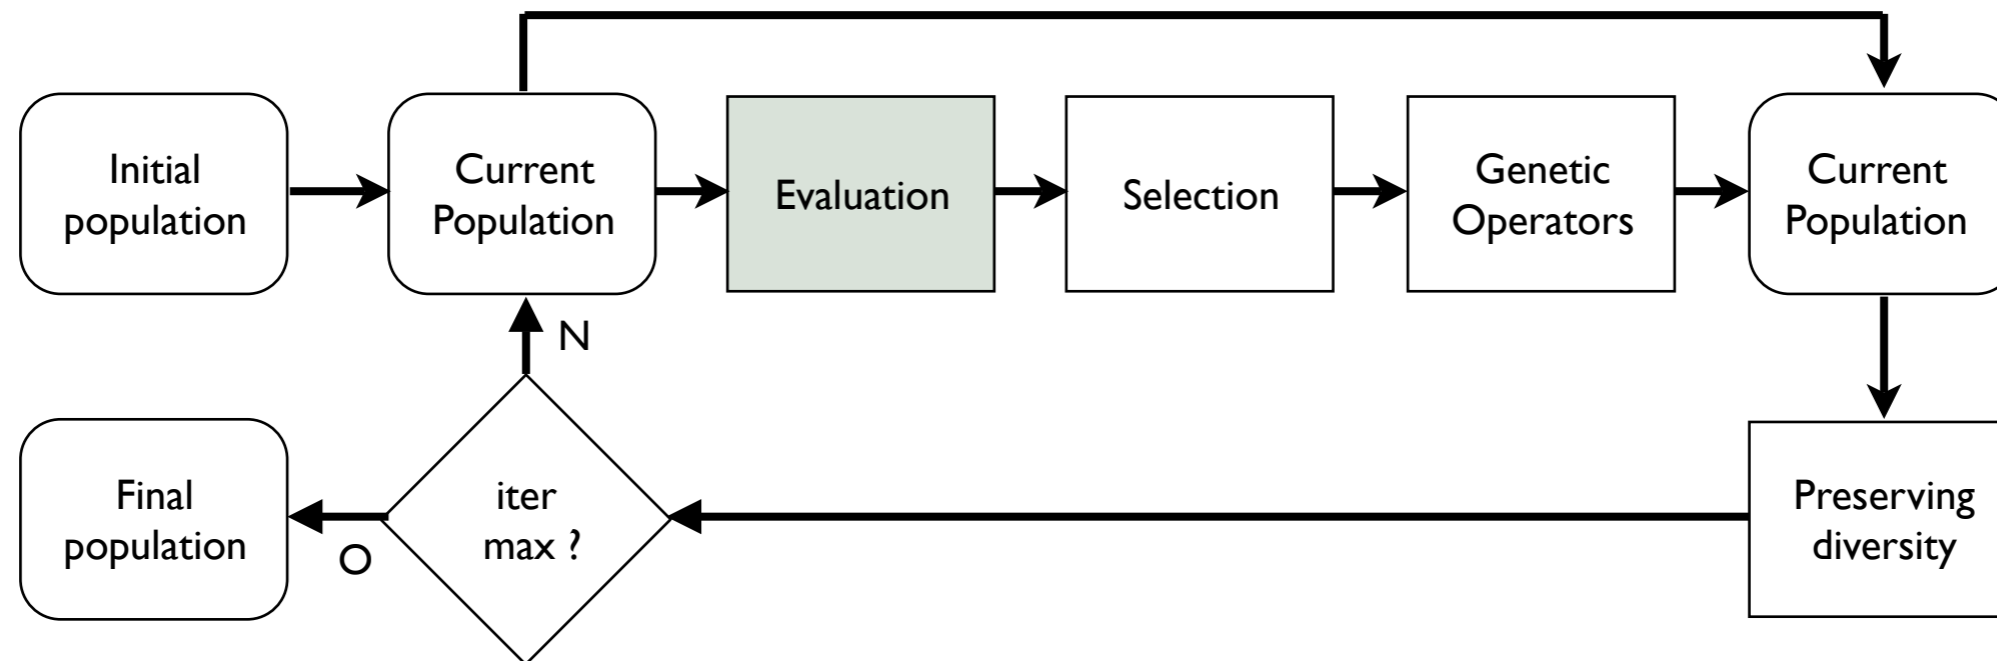 Initial
population
Current
Population
Evaluation
Selection
Genetic
Operators
Current
Population
N
Final
population
O
iter
max ?
Preserving
diversity